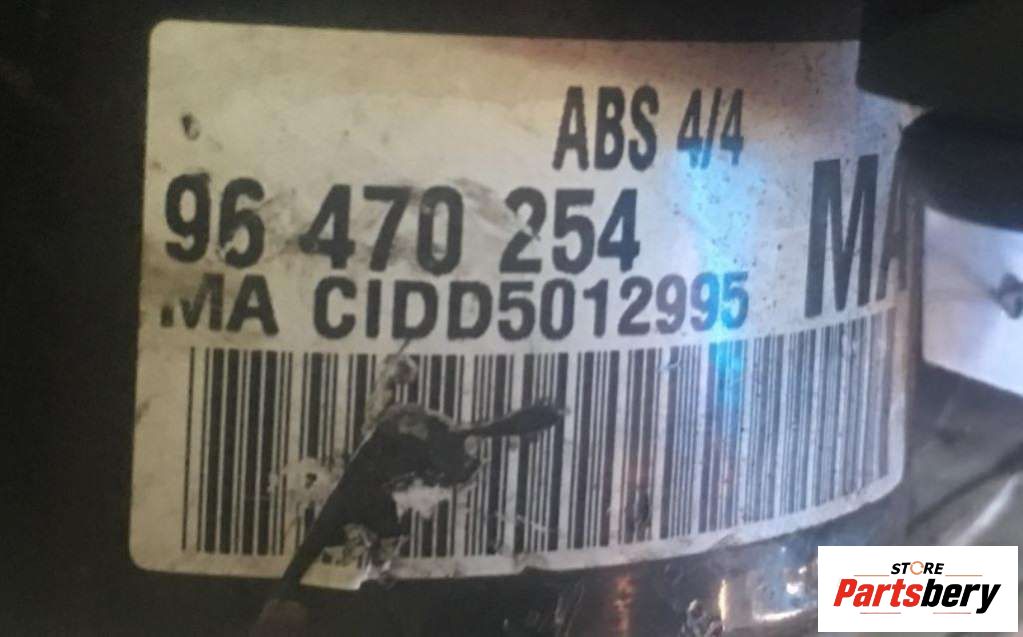 ABS 4/4
96 470 254
MA
MA CIDD5012995
STORE
Partsbery